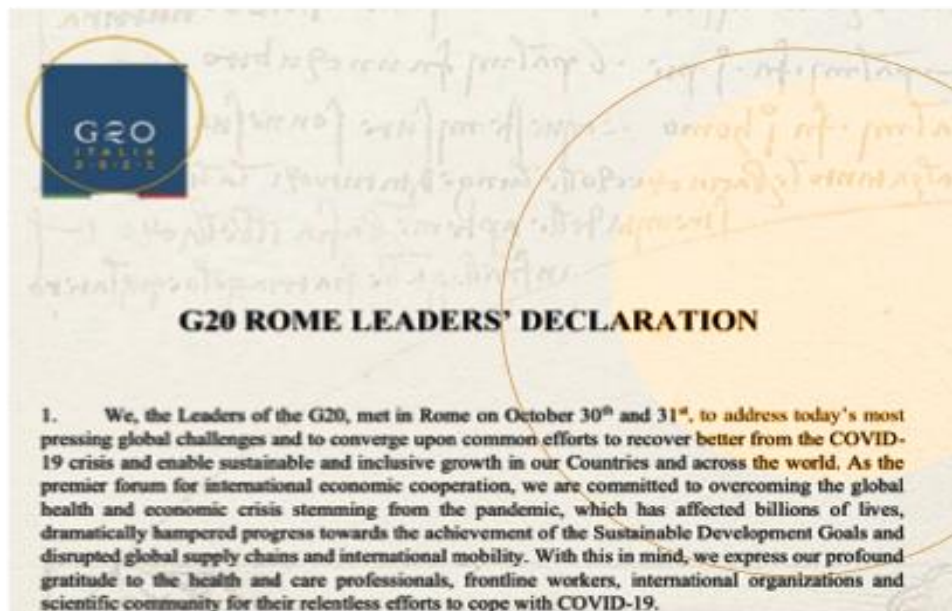 G20
ITALIA
2021
G20 ROME LEADERS’ DECLARATION
1. We, the Leaders of the G20, met in Rome on October 30th and 31st, to address today’s most
pressing global challenges and to converge upon common efforts to recover better from the COVID-
19 crisis and enable sustainable and inclusive growth in our Countries and across the world. As the
premier forum for international economic cooperation, we are committed to overcoming the global
health and economic crisis stemming from the pandemic, which has affected billions of lives,
dramatically hampered progress towards the achievement of the Sustainable Development Goals and
disrupted global supply chains and international mobility. With this in mind, we express our profound
gratitude to the health and care professionals, frontline workers, international organizations and
scientific community for their relentless efforts to cope with COVID-19.